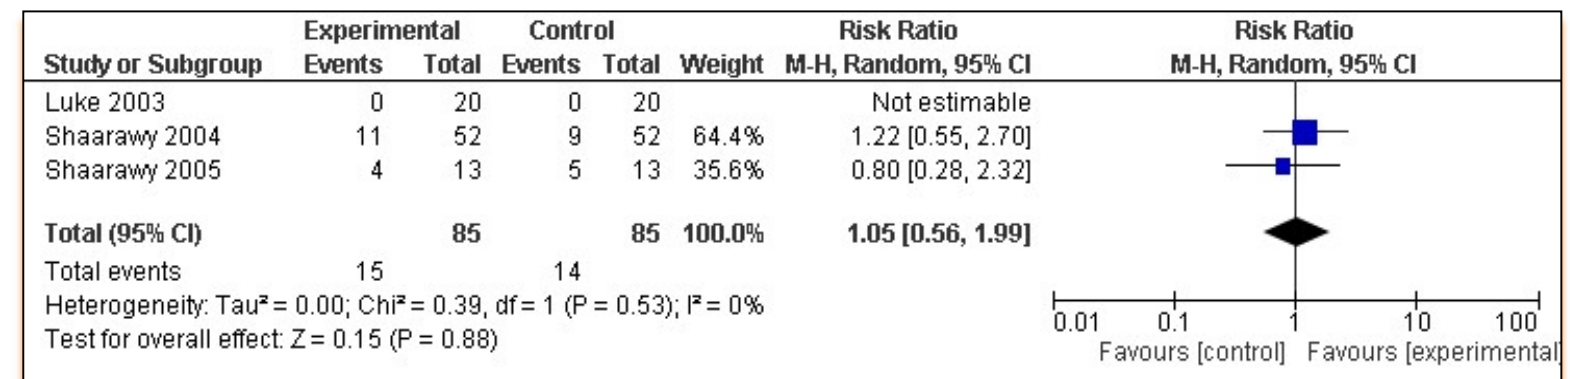 Experimental Control Risk Ratio Risk Ratio
Study or Subgroup Events Total Events Total Weight M-H, Random, 95% CI M-H, Random, 95% CI
Luke 2003 0 20 0 20 Not estimable
Shaarawy 2004 11 52 9 52 64.4% 1.22 [0.55, 2.70]
Shaarawy 2005 4 13 5 13 35.6% 0.80 [0.28, 2.32]
Total (95% CI) 85 85 100.0% 1.05 [0.56, 1.99]
Total events 15 14
Heterogeneity: Tau² = 0.00; Chi² = 0.39, df = 1 (P = 0.53); I² = 0%
Test for overall effect: Z = 0.15 (P = 0.88)
0.01 0.1 1 10 100
Favours [control] Favours [experimental]